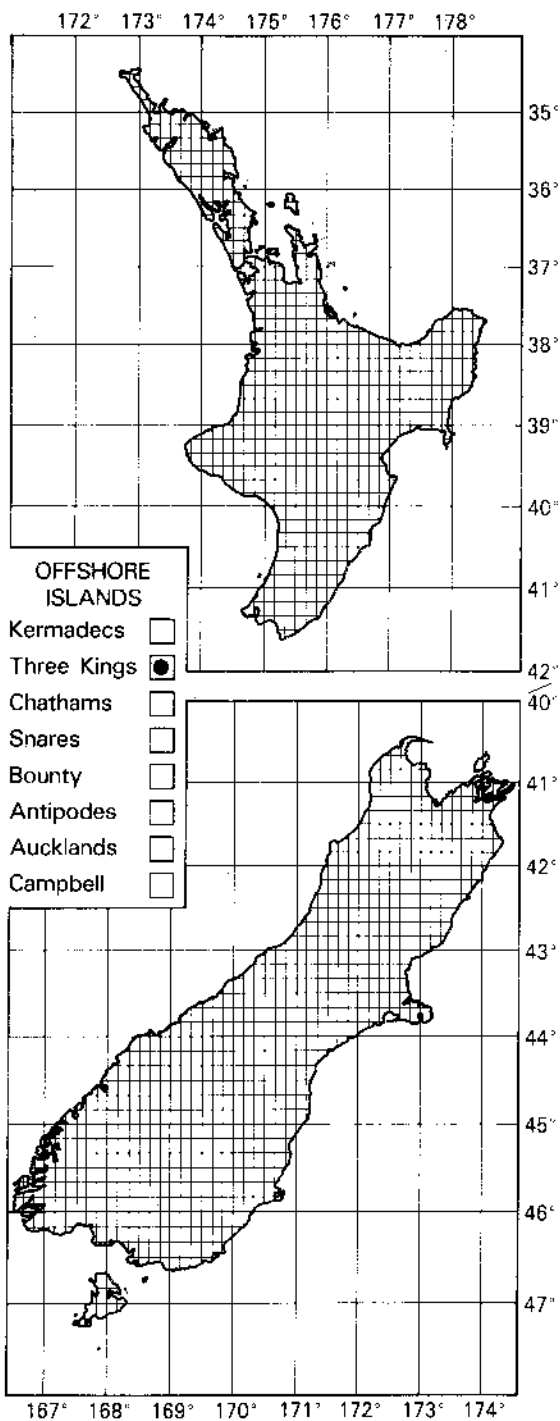 172° 173° 174° 175° 176° 177° 178°
35°
36°
37°
38°
39°
40°
41°
42°
OFFSHORE
ISLANDS
Kermadecs
Three Kings
Chathams
Snares
Bounty
Antipodes
Aucklands
Campbell
40°
41°
42°
43°
44°
45°
46°
47°
167° 168° 169° 170° 171° 172° 173° 174°